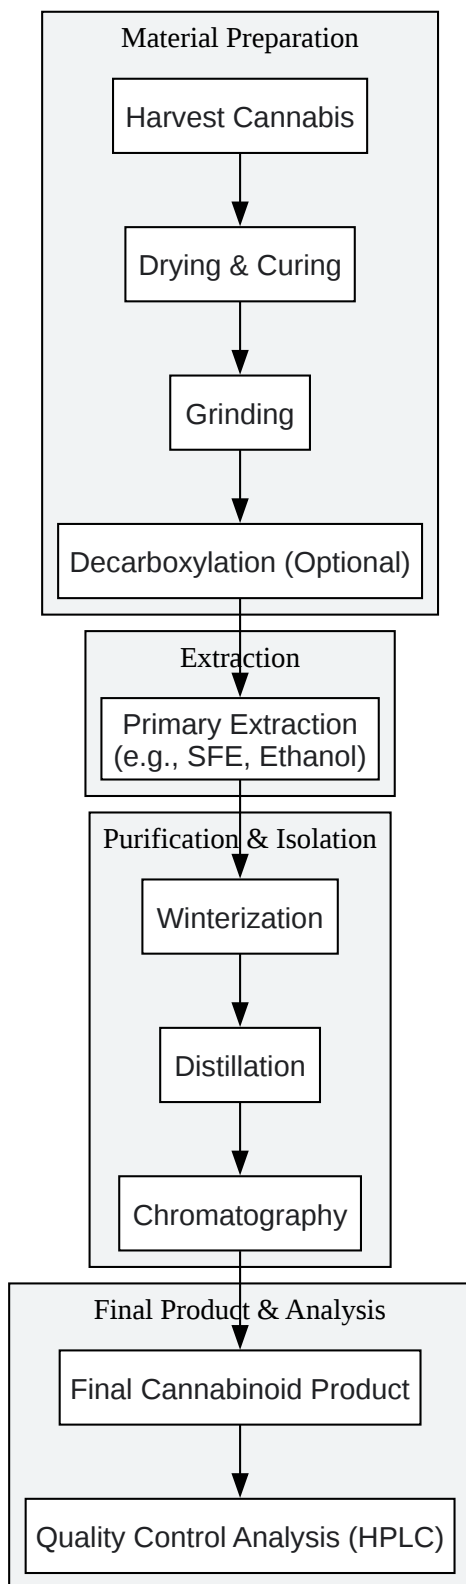 Material Preparation
Harvest Cannabis
Drying & Curing
Grinding
Decarboxylation (Optional)
Extraction
Primary Extraction
(e.g., SFE, Ethanol)
Purification & Isolation
Winterization
Distillation
Chromatography
Final Product & Analysis
Final Cannabinoid Product
Quality Control Analysis (HPLC)